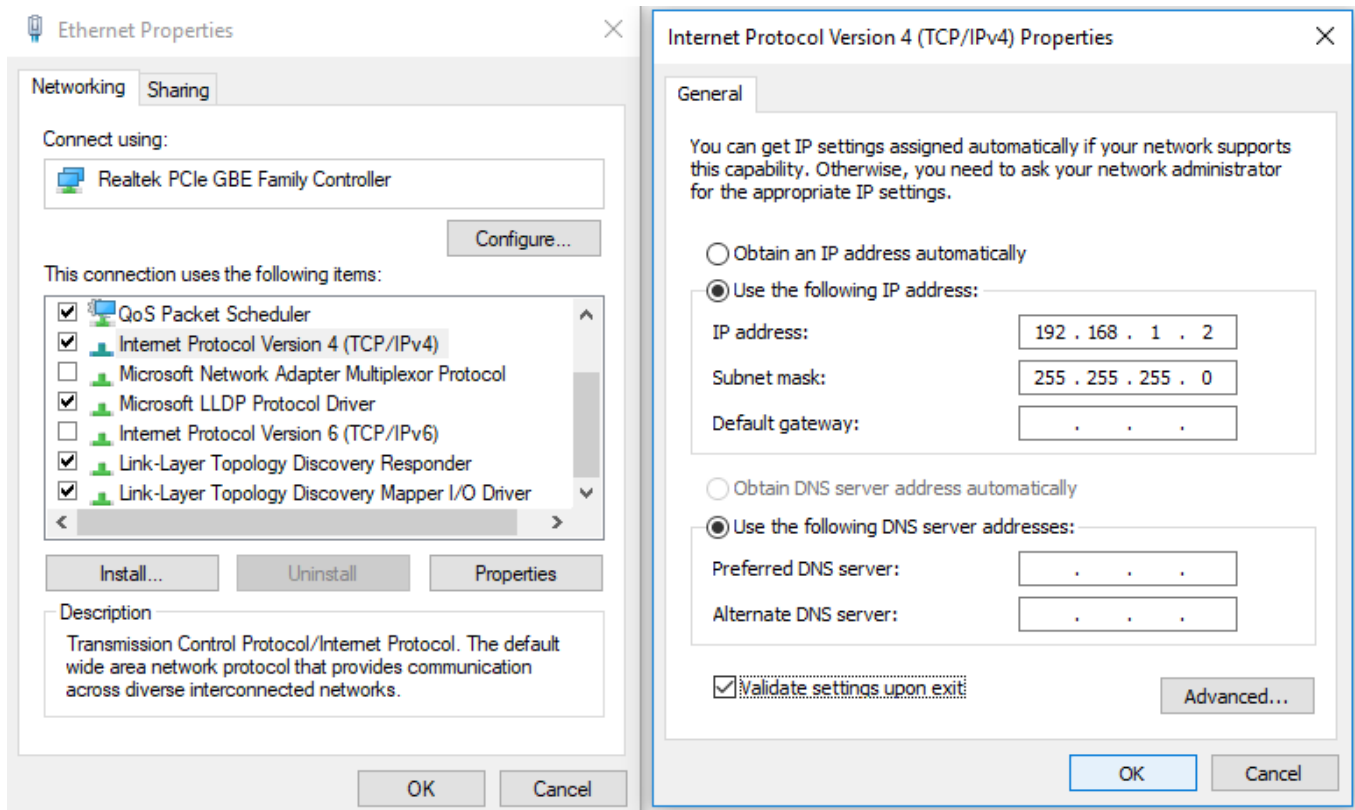 Ethernet Properties
Networking
Sharing
Connect using:
Realtek PCIe GBE Family Controller
Configure...
This connection uses the following items:
QoS Packet Scheduler
Internet Protocol Version 4 (TCP/IPv4)
Microsoft Network Adapter Multiplexor Protocol
Microsoft LLDP Protocol Driver
Internet Protocol Version 6 (TCP/IPv6)
Link-Layer Topology Discovery Responder
Link-Layer Topology Discovery Mapper I/O Driver
Install...
Uninstall
Properties
Description
Transmission Control Protocol/Internet Protocol. The default
wide area network protocol that provides communication
across diverse interconnected networks.
OK
Cancel
Internet Protocol Version 4 (TCP/IPv4) Properties
General
You can get IP settings assigned automatically if your network supports
this capability. Otherwise, you need to ask your network administrator
for the appropriate IP settings.
Obtain an IP address automatically
Use the following IP address:
IP address:
192 . 168 . 1 . 2
Subnet mask:
255 . 255 . 255 . 0
Default gateway:
. . .
Obtain DNS server address automatically
Use the following DNS server addresses:
Preferred DNS server:
. . .
Alternate DNS server:
. . .
Validate settings upon exit
Advanced...
OK
Cancel